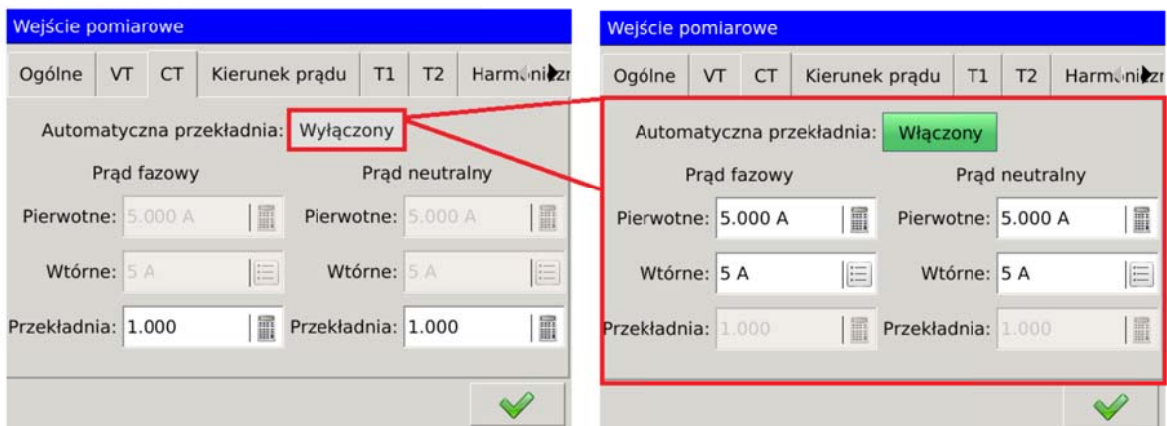 Wejście pomiarowe
Ogólne VT CT Kierunek prądu T1 T2
Automatyczna przekładnia: Wyłączony
Prąd fazowy Prąd neutralny
Pierwotne: 5.000 A Pierwotne: 5.000 A
Wtórne: 5 A Wtórne: 5 A
Przekładnia: 1.000 Przekładnia: 1.000
Wejście pomiarowe
Ogólne VT CT Kierunek prądu T1 T2
Automatyczna przekładnia: Włączony
Prąd fazowy Prąd neutralny
Pierwotne: 5.000 A Pierwotne: 5.000 A
Wtórne: 5 A Wtórne: 5 A
Przekładnia: 1.000 Przekładnia: 1.000